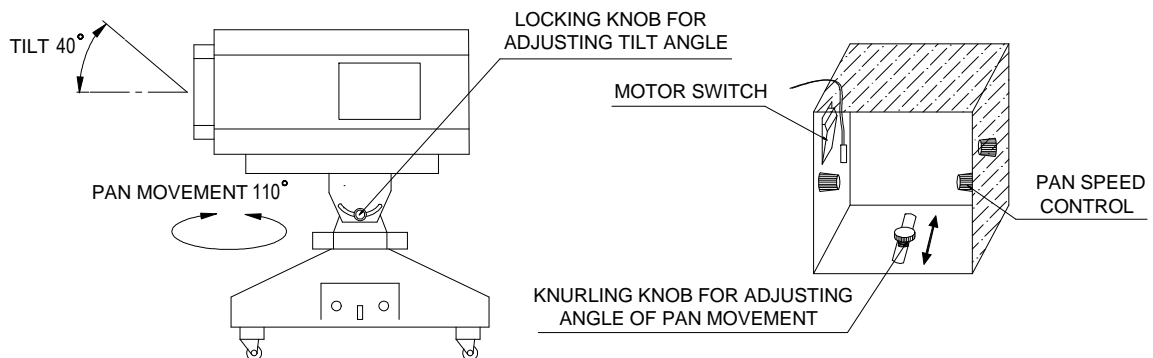 LOCKING KNOB FOR
ADJUSTING TILT ANGLE
TILT 40°
MOTOR SWITCH
PAN MOVEMENT 110°
PAN SPEED
CONTROL
KNURLING KNOB FOR ADJUSTING
ANGLE OF PAN MOVEMENT